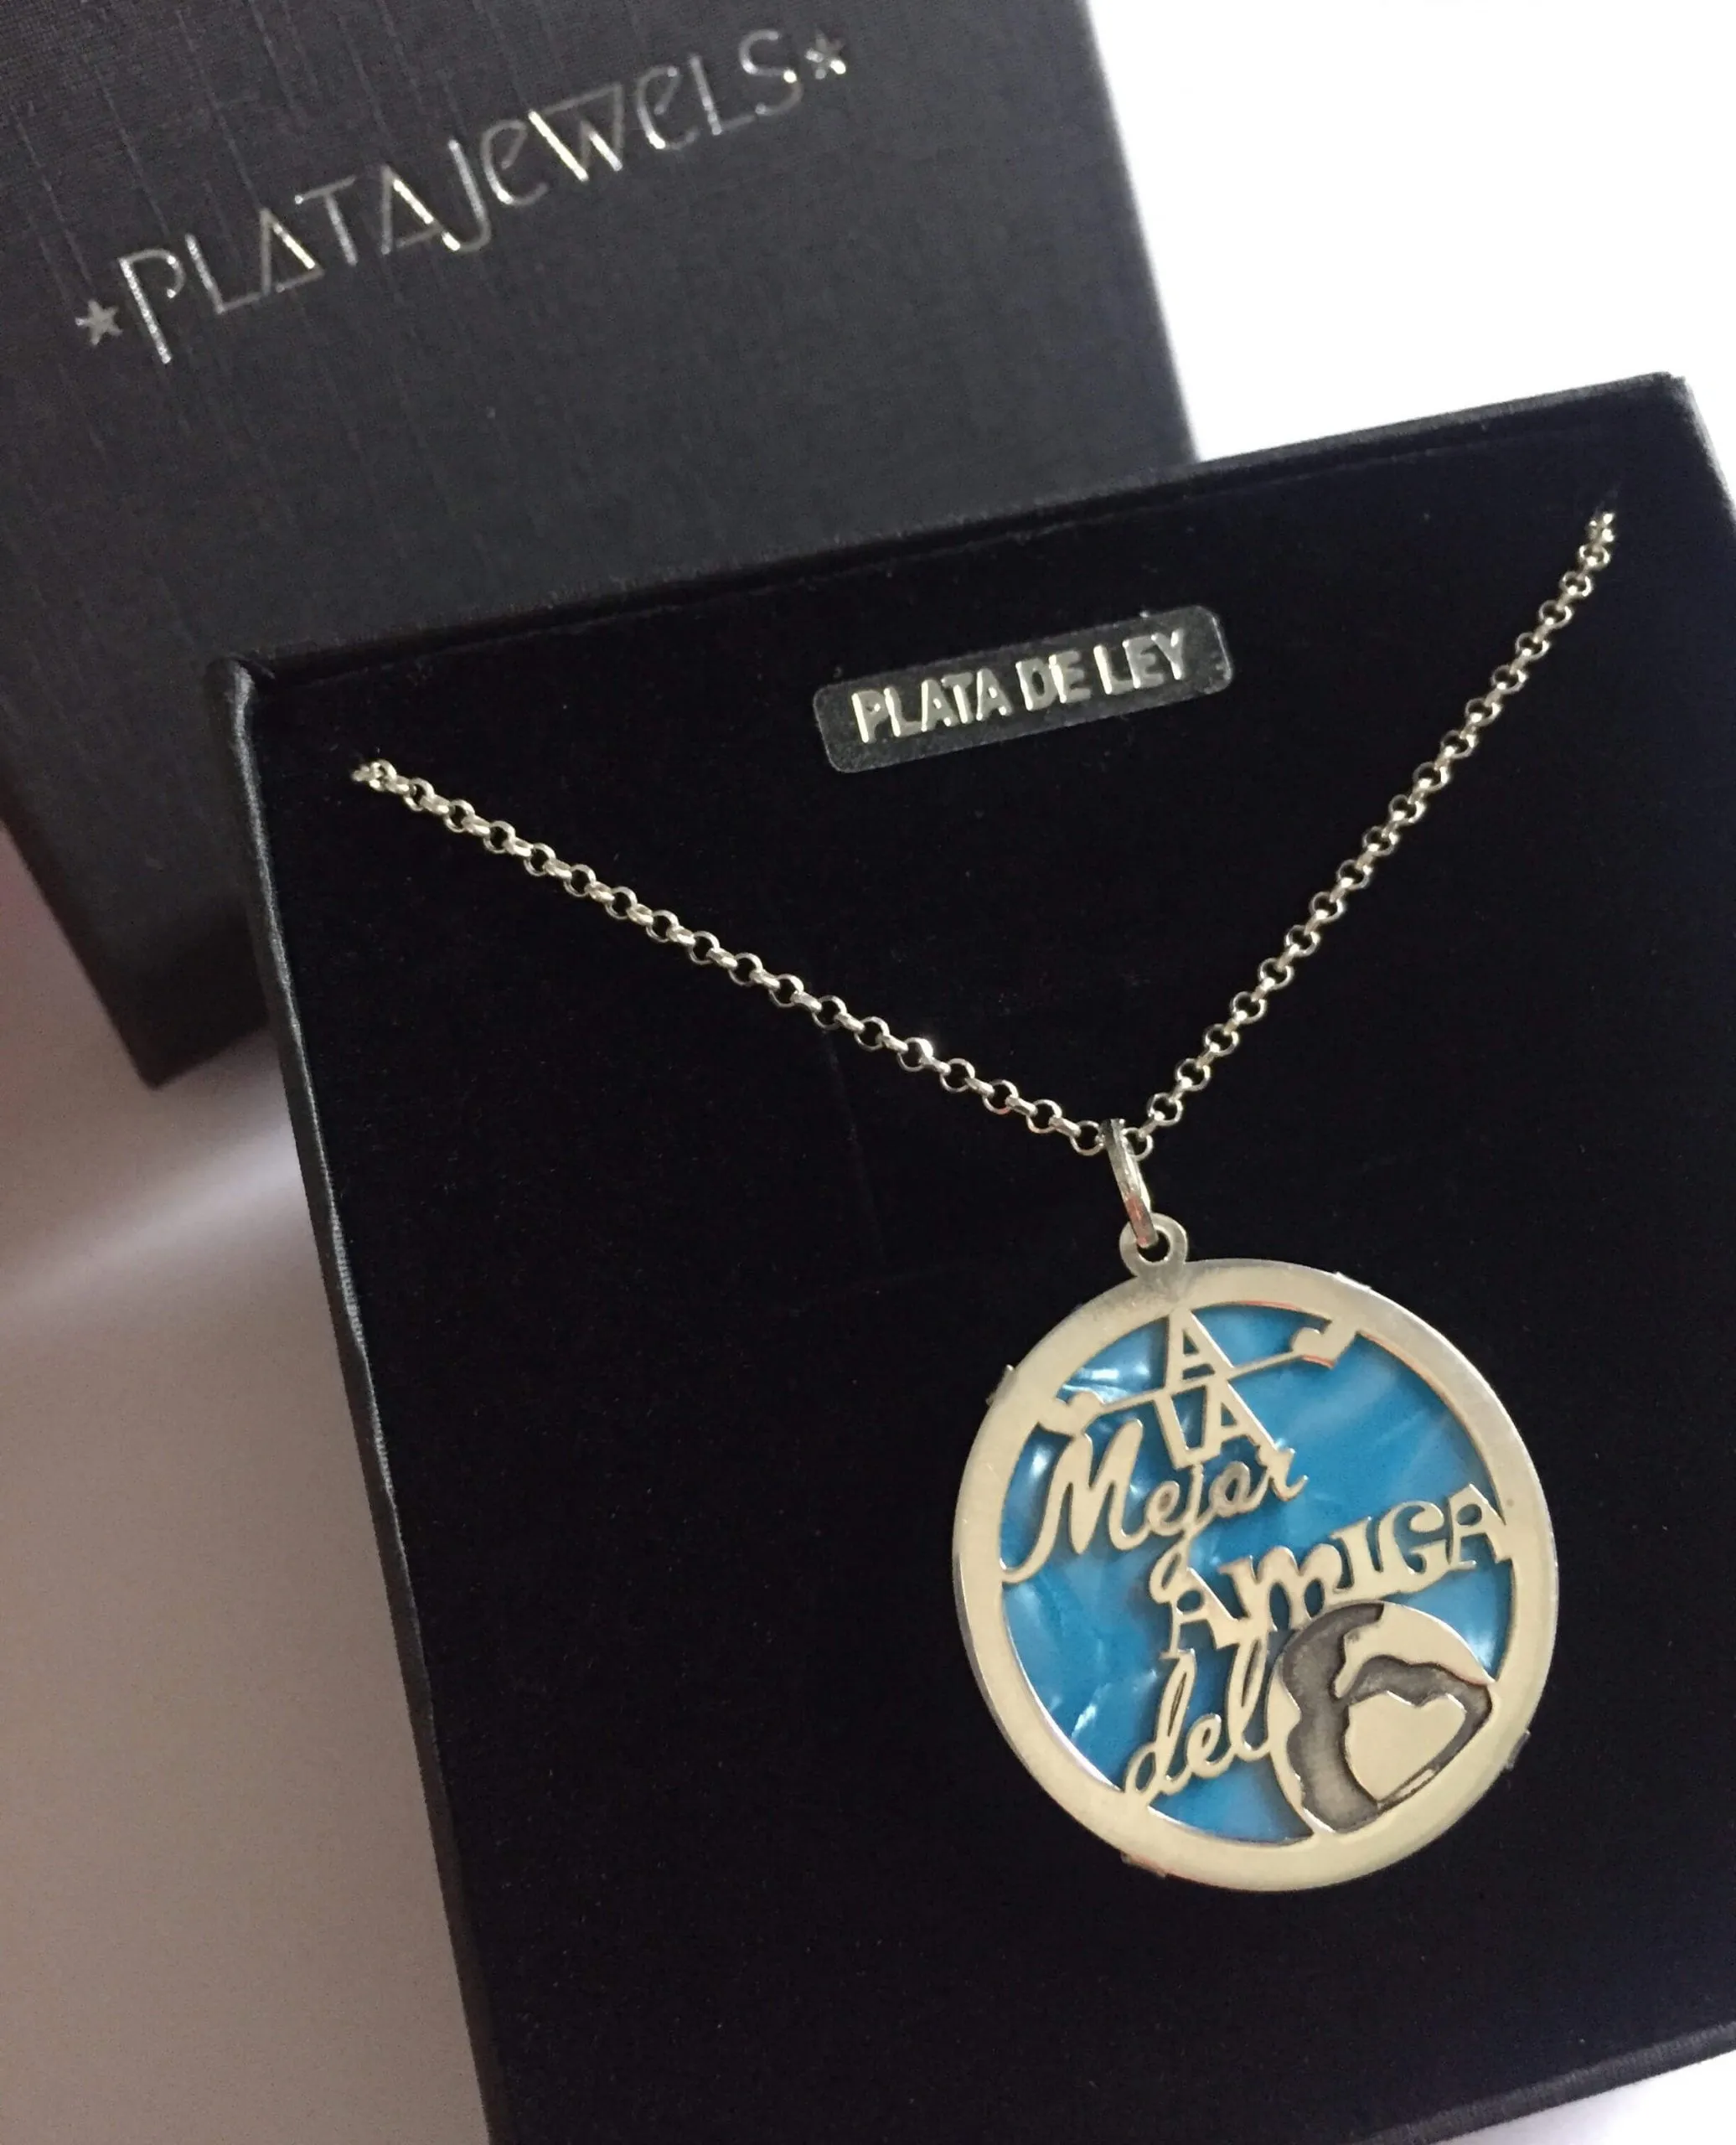 ★PLATAJEWELS★
PLATA DE LEY
A
LA
Mejor
AMIGA
del